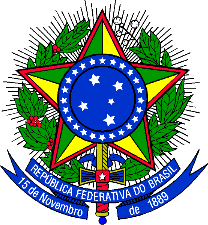 REPÚBLICA FEDERATIVA DO BRASIL
15 de Novembro de 1889